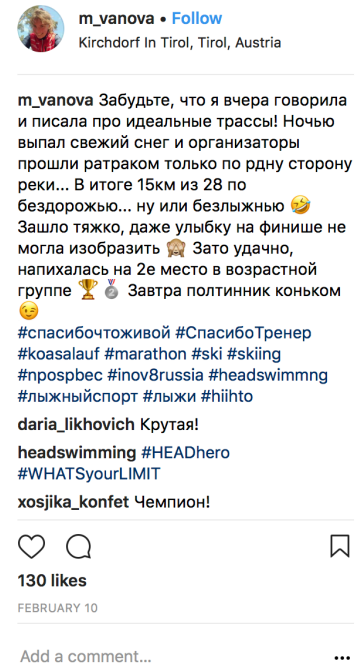 m_vanova • Follow
Kirchdorf In Tirol, Tirol, Austria
m_vanova Забудьте, что я вчера говорила
и писала про идеальные трассы! Ночью
выпал свежий снег и организаторы
прошли ратраком только по рдну сторону
реки... В итоге 15км из 28 по
бездорожью... ну или безлыжнью 🤣
Зашло тяжко, даже улыбку на финише не
могла изобразить 🙈 Зато удачно,
напихалась на 2е место в возрастной
группе 🏆🥈 Завтра полтинник коньком
😉
#спасибочтоживой #СпасибоТренер
#koasalauf #marathon #ski #skiing
#npospbec #inov8russia #headswimmng
#лыжныйспорт #лыжи #hiihto
daria_likhovich Крутая!
headswimming #HEADhero
#WHATSyourLIMIT
xosjika_konfet Чемпион!
130 likes
FEBRUARY 10
Add a comment...